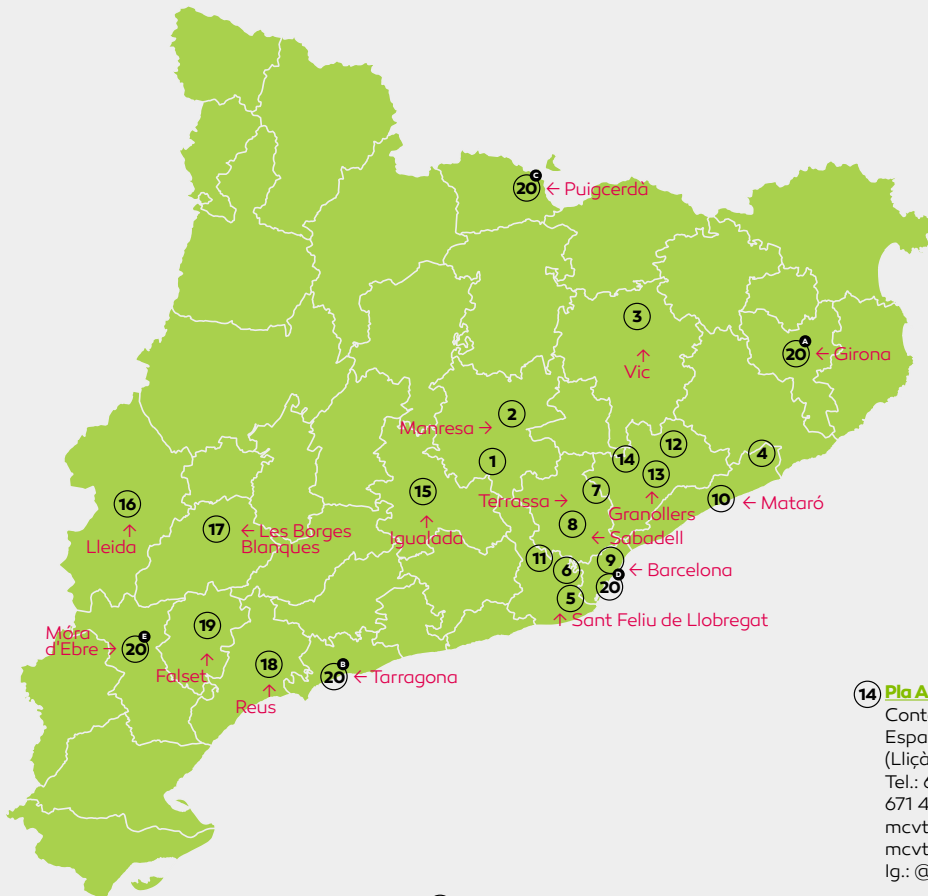 C
20 ← Puigcerdà
3
↑
Vic
A
20 ← Girona
2
Manresa →
1
12
14
13
4
15
↑
Igualada
Terrassa →
7
↑
Granollers
10 ← Mataró
8
← Sabadell
16
↑
Lleida
17 ← Les Borges
Blanques
11
6
9
← Barcelona
D
20
5
↑ Sant Feliu de Llobregat
19
↑
Falset
Móra
d'Ebre →
E
20
18
↑
Reus
B
20 ← Tarragona
14 Pla A
Cont
Espa
(Lliçà
Tel.: 6
671 4
mcvt
mcvt
Ig.: @